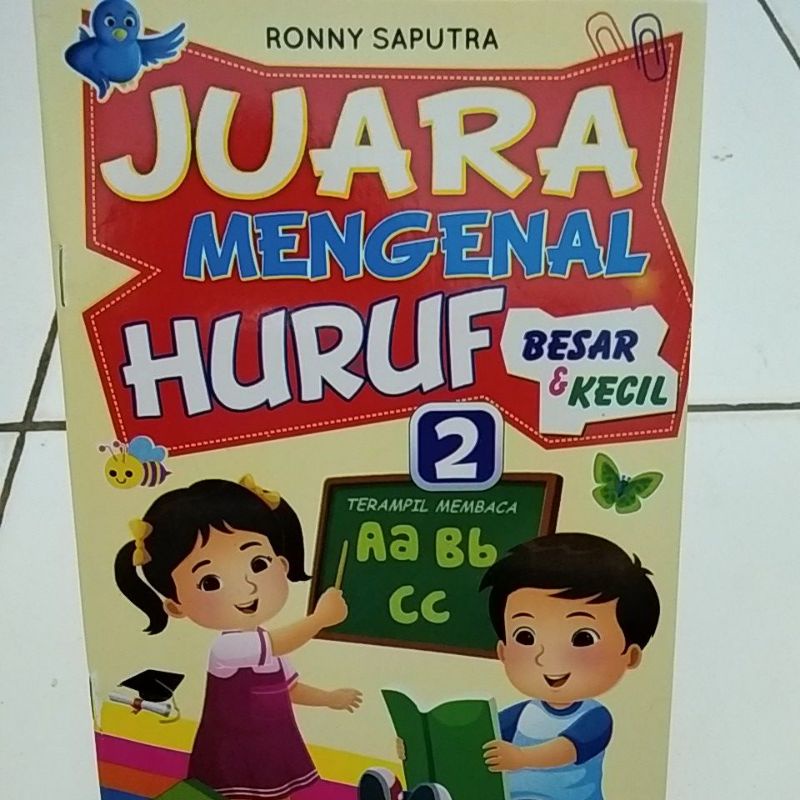 RONNY SAPUTRA
JUARA
MENGENAL
HURUF
BESAR
& KECIL
2
TERAMPIL MEMBACA
Aa Bb
Cc